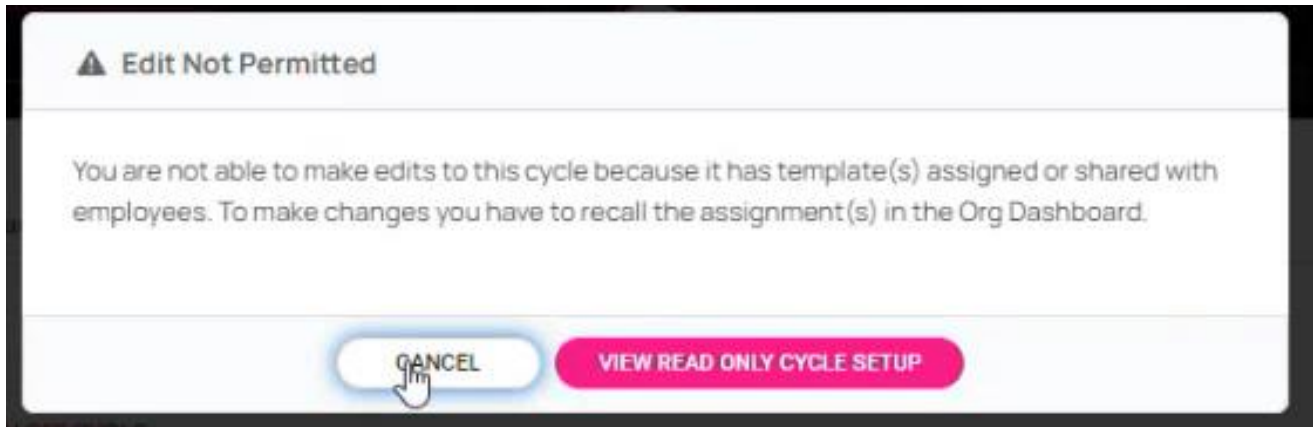 Edit Not Permitted
You are not able to make edits to this cycle because it has template(s) assigned or shared with
employees. To make changes you have to recall the assignment(s) in the Org Dashboard.
CANCEL
VIEW READ ONLY CYCLE SETUP